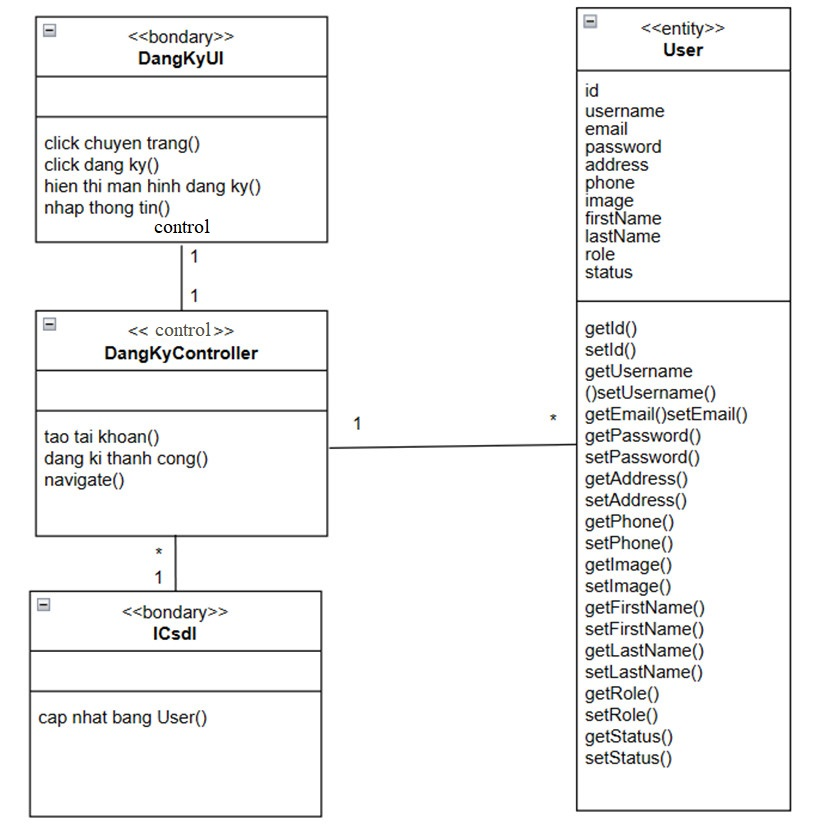 <<bondary>>
DangKyUI
click chuyen trang()
click dang ky()
hien thi man hinh dang ky()
nhap thong tin()
control
1
1
<< control>>
DangKyController
tao tai khoan()
dang ki thanh cong()
navigate()
1
*
*
1
<<bondary>>
ICsdl
cap nhat bang User()
<<entity>>
User
id
username
email
password
address
phone
image
firstName
lastName
role
status
getId()
setId()
getUsername
()setUsername()
getEmail()setEmail()
getPassword()
setPassword()
getAddress()
setAddress()
getPhone()
setPhone()
getImage()
setImage()
getFirstName()
setFirstName()
getLastName()
setLastName()
getRole()
setRole()
getStatus()
setStatus()